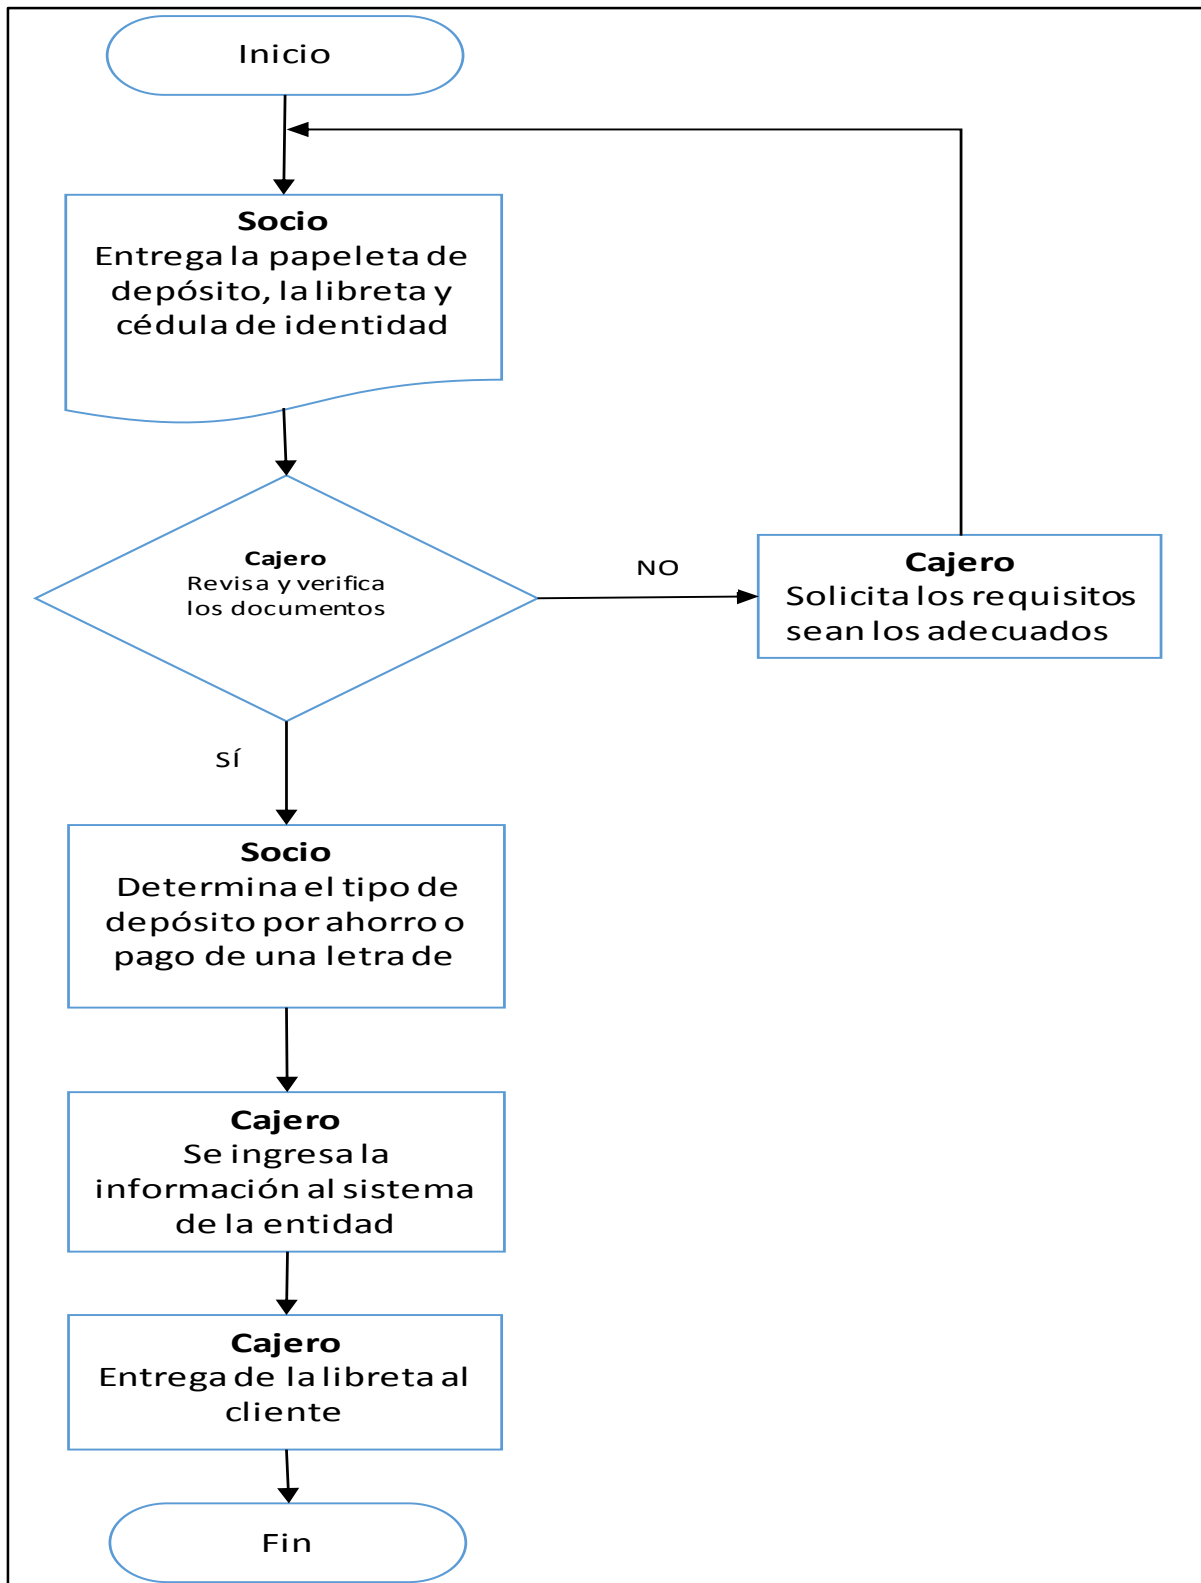 Inicio
Socio
Entrega la papeleta de
depósito, la libreta y
cédula de identidad
Cajero
Revisa y verifica
los documentos
NO
Cajero
Solicita los requisitos
sean los adecuados
SÍ
Socio
Determina el tipo de
depósito por ahorro o
pago de una letra de
Cajero
Se ingresa la
información al sistema
de la entidad
Cajero
Entrega de la libreta al
cliente
Fin